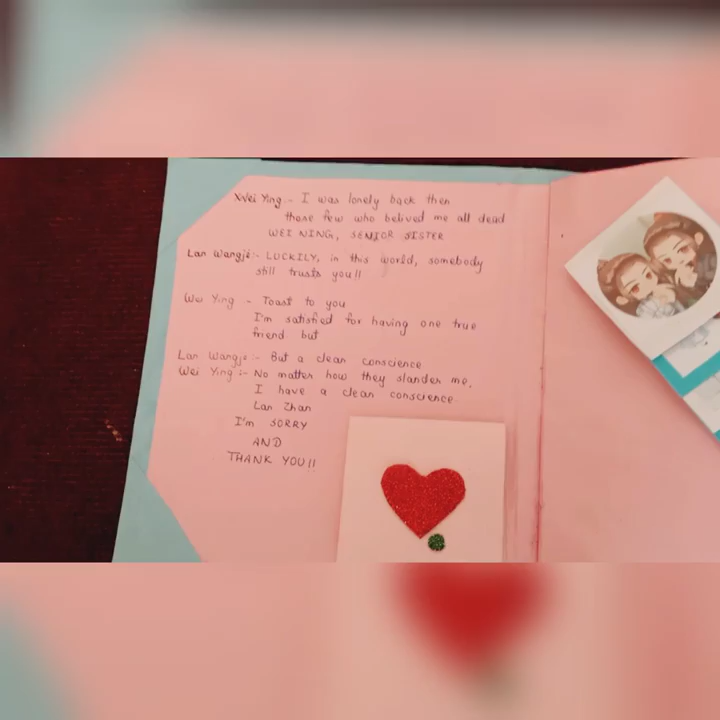 Wei Ying :- I was lonely back then
those few who belived me all dead
WEI NING, SENIOR SISTER
Lan Wangji :- LUCKILY, in this world, somebody
still trusts you!!
Wei Ying :- Toast to you
I'm satisfied for having one true
friend but
Lan Wangji :- But a clean conscience
Wei Ying :- No matter how they slander me,
I have a clean conscience
Lan Zhan
I'm SORRY
AND
THANK YOU!!